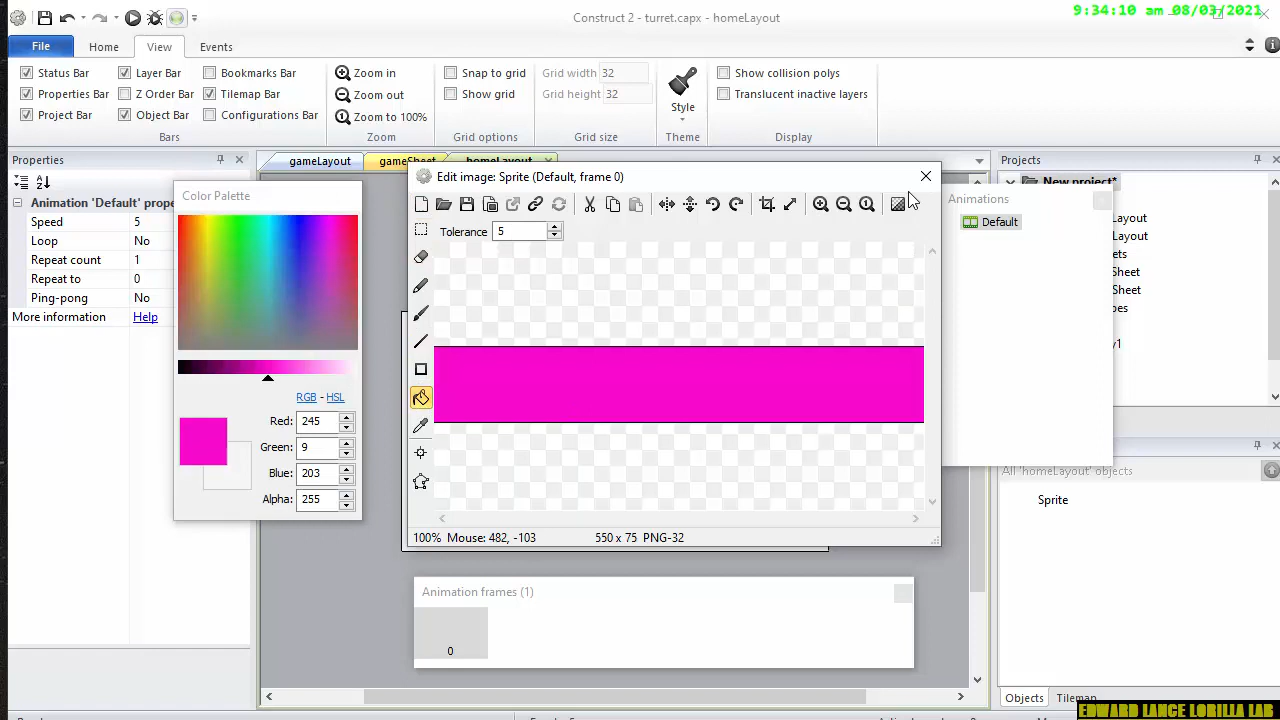 Construct 2 - turret.capx - homeLayout
9:34:10 am 08/03/2021
File
Home
View
Events
Status Bar
Layer Bar
Bookmarks Bar
Zoom in
Snap to grid
Grid width 32
Show collision polys
Properties Bar
Z Order Bar
Tilemap Bar
Zoom out
Show grid
Grid height 32
Translucent inactive layers
Project Bar
Object Bar
Configurations Bar
Zoom to 100%
Style
Bars
Zoom
Grid options
Grid size
Theme
Display
Properties
gameLayout
gameSheet
homeLayout
Projects
Animation 'Default' prope
Speed 5
Loop No
Repeat count 1
Repeat to 0
Ping-pong No
More information Help
Color Palette
RGB - HSL
Red: 245
Green: 9
Blue: 203
Alpha: 255
Edit image: Sprite (Default, frame 0)
Tolerance 5
100% Mouse: 482, -103 550 x 75 PNG-32
Animation frames (1)
0
Animations
Default
New project*
Layout
Layout
ets
Sheet
Sheet
pes
y1
All 'homeLayout' objects
Sprite
Objects
Tilemap
EDWARD LANCE LORILLA LAB